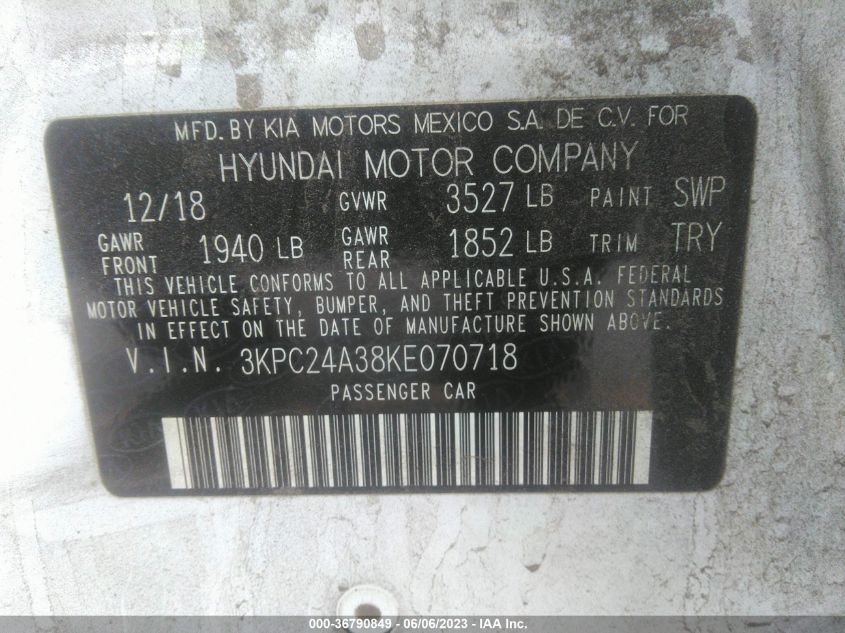 MFD. BY KIA MOTORS MEXICO S.A. DE C.V. FOR
HYUNDAI MOTOR COMPANY
12/18 GVWR 3527 LB PAINT SWP
GAWR FRONT 1940 LB GAWR REAR 1852 LB TRIM TRY
THIS VEHICLE CONFORMS TO ALL APPLICABLE U.S.A. FEDERAL
MOTOR VEHICLE SAFETY, BUMPER, AND THEFT PREVENTION STANDARDS
IN EFFECT ON THE DATE OF MANUFACTURE SHOWN ABOVE.
V.I.N. 3KPC24A38KE070718
PASSENGER CAR
000-36790849 - 06/06/2023 - IAA Inc.